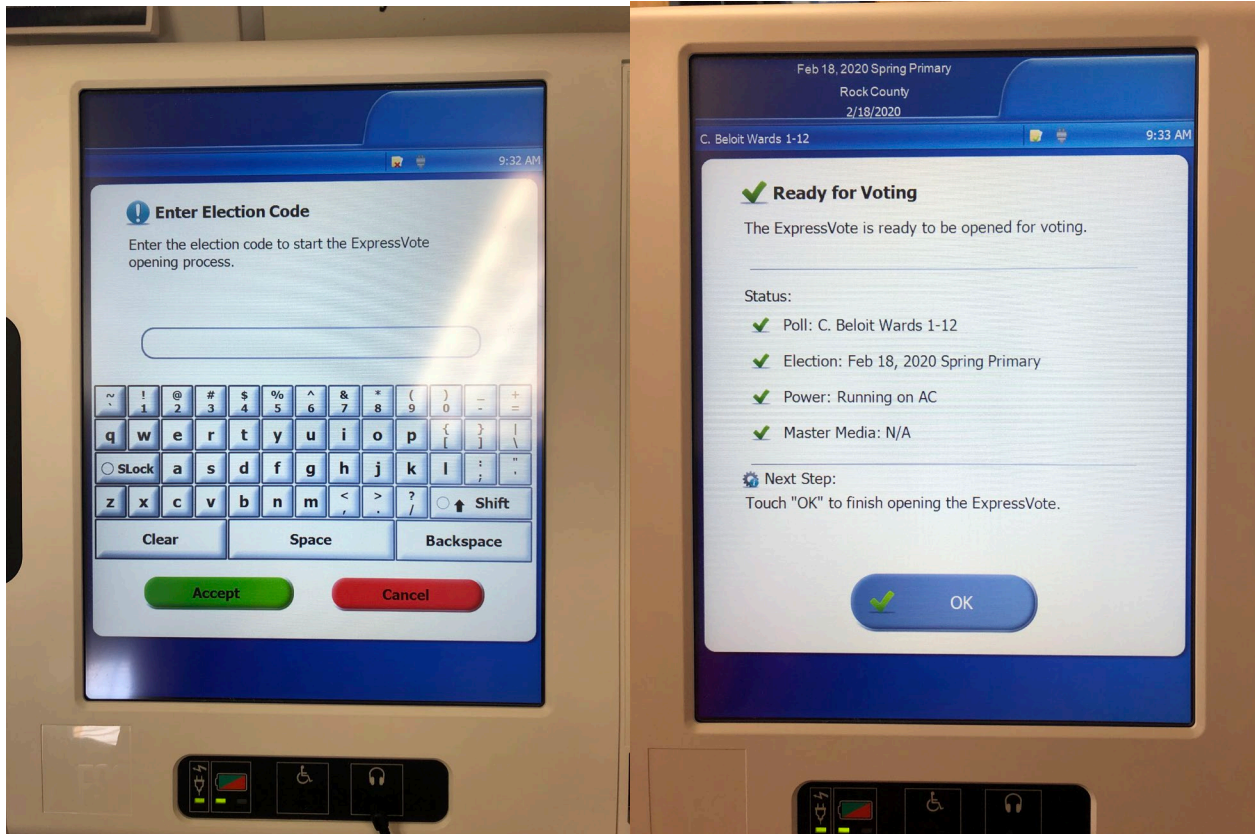 9:32 AM
Enter Election Code
Enter the election code to start the ExpressVote
opening process.
~ ! @ # $ % ^ & * ( ) _ +
` 1 2 3 4 5 6 7 8 9 0 - =
q w e r t y u i o p { } |
[ ] \
SLock a s d f g h j k l : "
; '
z x c v b n m < > ? Shift
, . /
Clear Space Backspace
Accept Cancel
Feb 18, 2020 Spring Primary
Rock County
2/18/2020
C. Beloit Wards 1-12 9:33 AM
Ready for Voting
The ExpressVote is ready to be opened for voting.
Status:
Poll: C. Beloit Wards 1-12
Election: Feb 18, 2020 Spring Primary
Power: Running on AC
Master Media: N/A
Next Step:
Touch "OK" to finish opening the ExpressVote.
OK